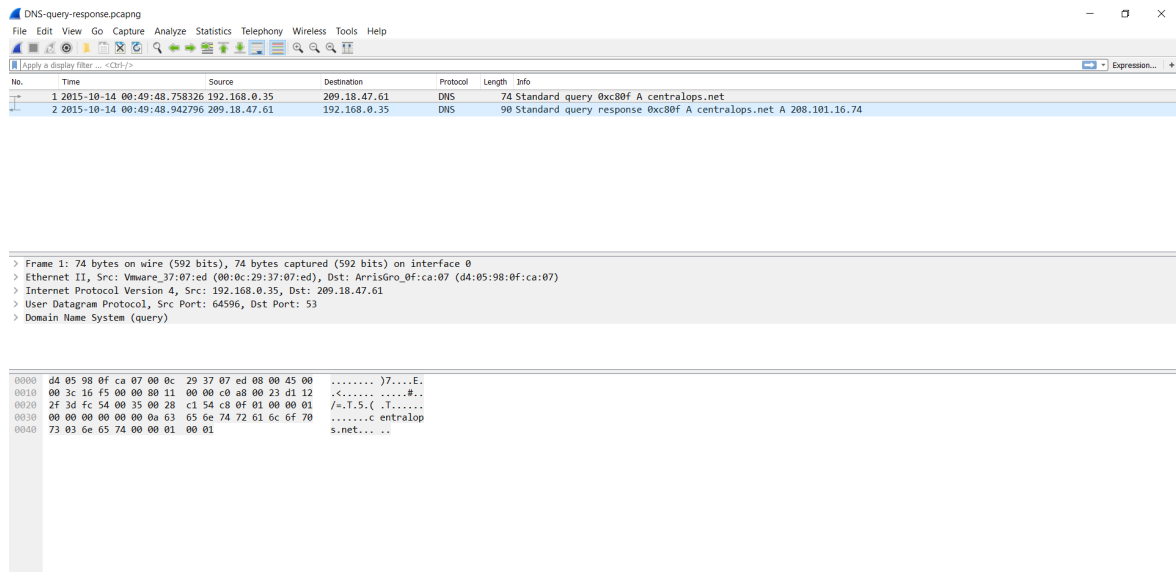 DNS-query-response.pcapng
File Edit View Go Capture Analyze Statistics Telephony Wireless Tools Help
Apply a display filter ... <Ctrl-/> Expression... +
No. Time Source Destination Protocol Length Info
1 2015-10-14 00:49:48.758326 192.168.0.35 209.18.47.61 DNS 74 Standard query 0xc80f A centralops.net
2 2015-10-14 00:49:48.942796 209.18.47.61 192.168.0.35 DNS 90 Standard query response 0xc80f A centralops.net A 208.101.16.74
> Frame 1: 74 bytes on wire (592 bits), 74 bytes captured (592 bits) on interface 0
> Ethernet II, Src: Vmware_37:07:ed (00:0c:29:37:07:ed), Dst: ArrisGro_0f:ca:07 (d4:05:98:0f:ca:07)
> Internet Protocol Version 4, Src: 192.168.0.35, Dst: 209.18.47.61
> User Datagram Protocol, Src Port: 64596, Dst Port: 53
> Domain Name System (query)
0000 d4 05 98 0f ca 07 00 0c 29 37 07 ed 08 00 45 00 ........ )7....E.
0010 00 3c 16 f5 00 00 80 11 00 00 c0 a8 00 23 d1 12 .<...... .....#..
0020 2f 3d fc 54 00 35 00 28 c1 54 c8 0f 01 00 00 01 /=.T.5.( .T......
0030 00 00 00 00 00 00 0a 63 65 6e 74 72 61 6c 6f 70 .......c entralop
0040 73 03 6e 65 74 00 00 01 00 01 s.net... ..